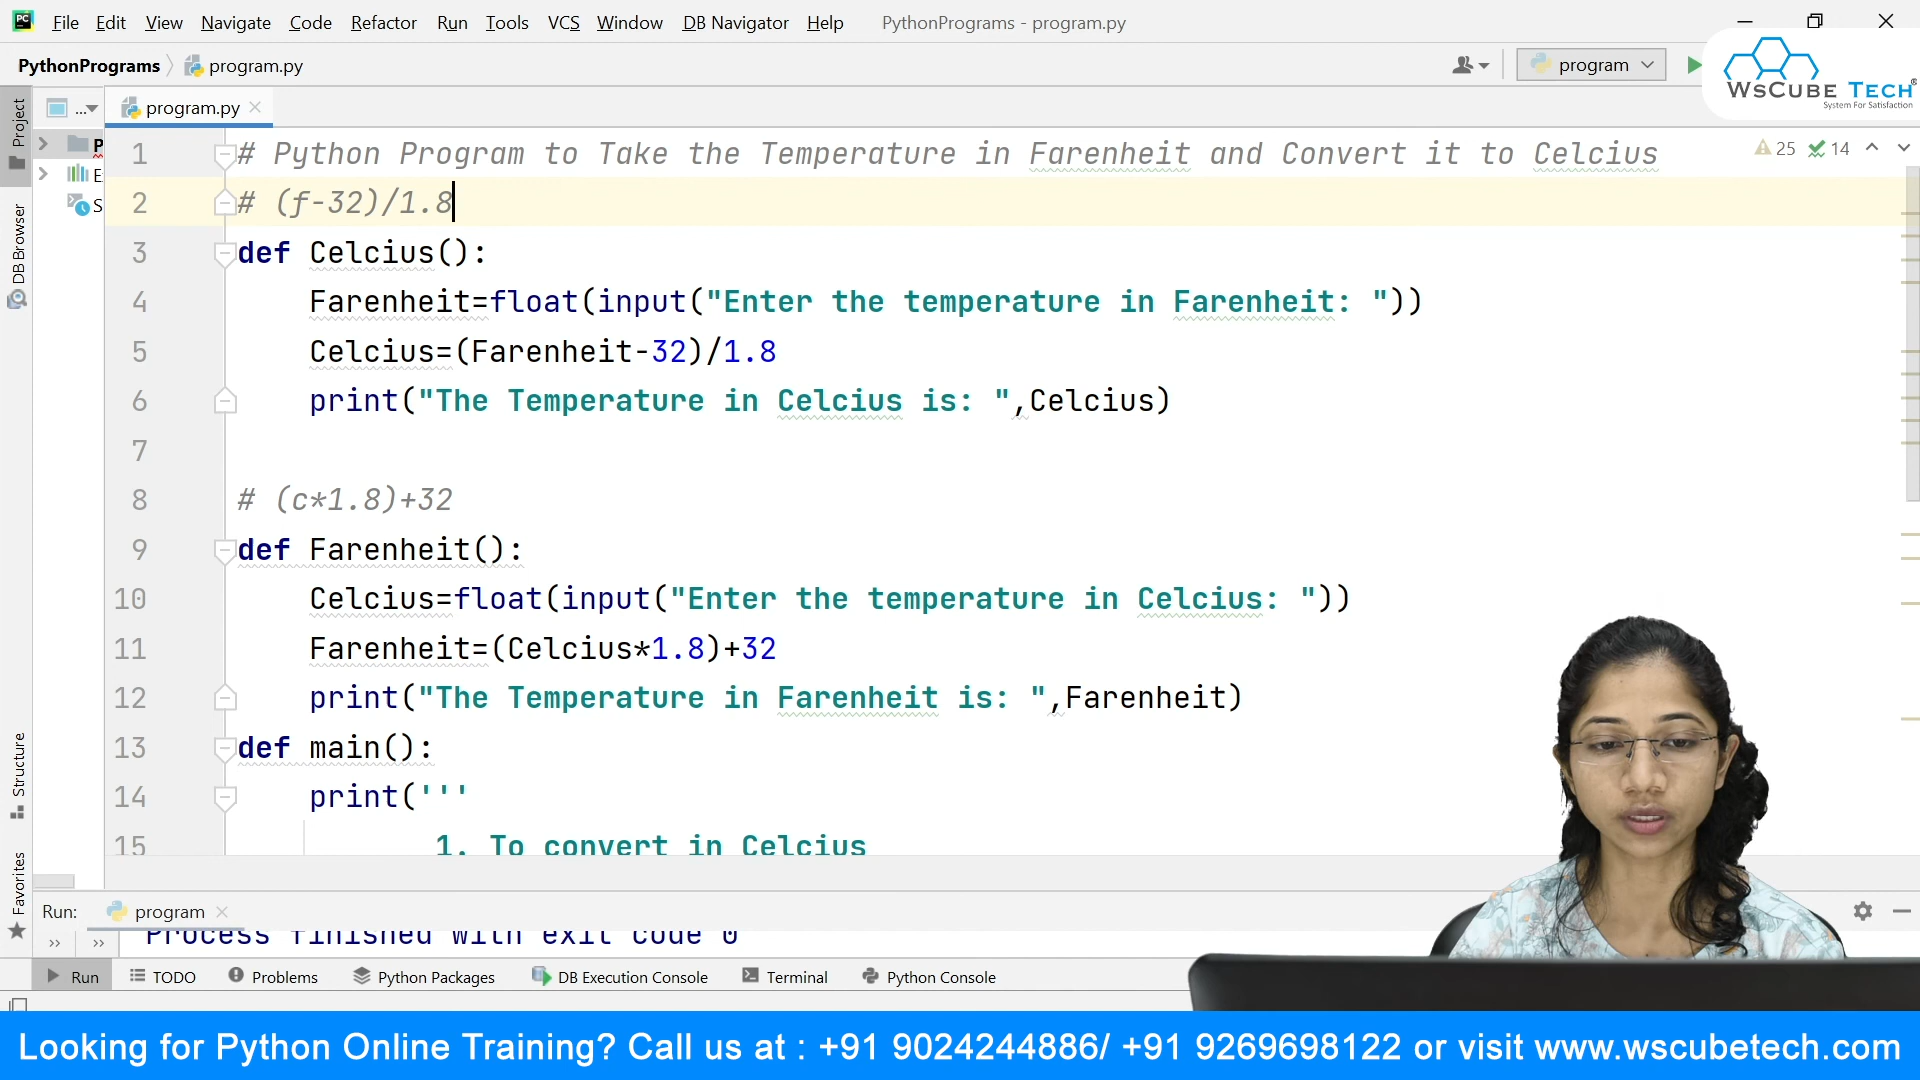 File Edit View Navigate Code Refactor Run Tools VCS Window DB Navigator Help PythonPrograms - program.py
PythonPrograms program.py program
WsCube Tech
System For Satisfaction
Project
DB Browser
Structure
Favorites
... program.py
P
E
S
25 14
1 # Python Program to Take the Temperature in Farenheit and Convert it to Celcius
2 # (f-32)/1.8
3 def Celcius():
4 Farenheit=float(input("Enter the temperature in Farenheit: "))
5 Celcius=(Farenheit-32)/1.8
6 print("The Temperature in Celcius is: ",Celcius)
7
8 # (c*1.8)+32
9 def Farenheit():
10 Celcius=float(input("Enter the temperature in Celcius: "))
11 Farenheit=(Celcius*1.8)+32
12 print("The Temperature in Farenheit is: ",Farenheit)
13 def main():
14 print('''
15 1. To convert in Celcius
Run: program
Process finished with exit code 0
Run TODO Problems Python Packages DB Execution Console Terminal Python Console
Looking for Python Online Training? Call us at : +91 9024244886/ +91 9269698122 or visit www.wscubetech.com